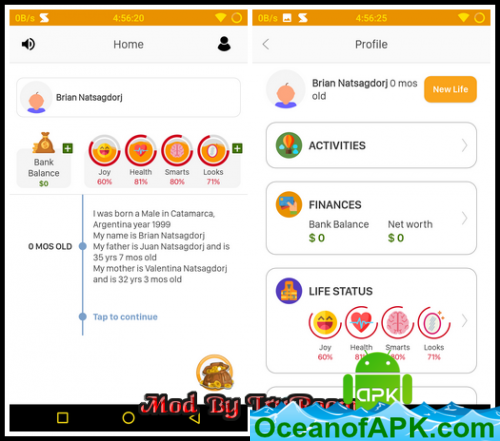 0B/s 4:56:20
Home
Brian Natsagdorj
Bank
Balance
$0
Joy Health Smarts Looks
60% 81% 80% 71%
I was born a Male in Catamarca,
Argentina year 1999
My name is Brian Natsagdorj
0 MOS OLD My father is Juan Natsagdorj and is
35 yrs 7 mos old
My mother is Valentina Natsagdorj
and is 32 yrs 3 mos old
Tap to continue
Mod By
0B/s 4:56:25
Profile
Brian Natsagdorj 0 mos
old
New Life
ACTIVITIES
FINANCES
Bank Balance Net worth
$ 0 $ 0
LIFE STATUS
Joy Health Smarts Looks
60% 81% 80% 71%
APK
OceanofAPK.com